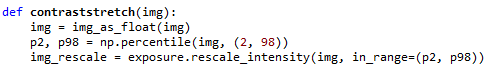 def contraststretch(img):
    img = img_as_float(img)
    p2, p98 = np.percentile(img, (2, 98))
    img_rescale = exposure.rescale_intensity(img, in_range=(p2, p98))